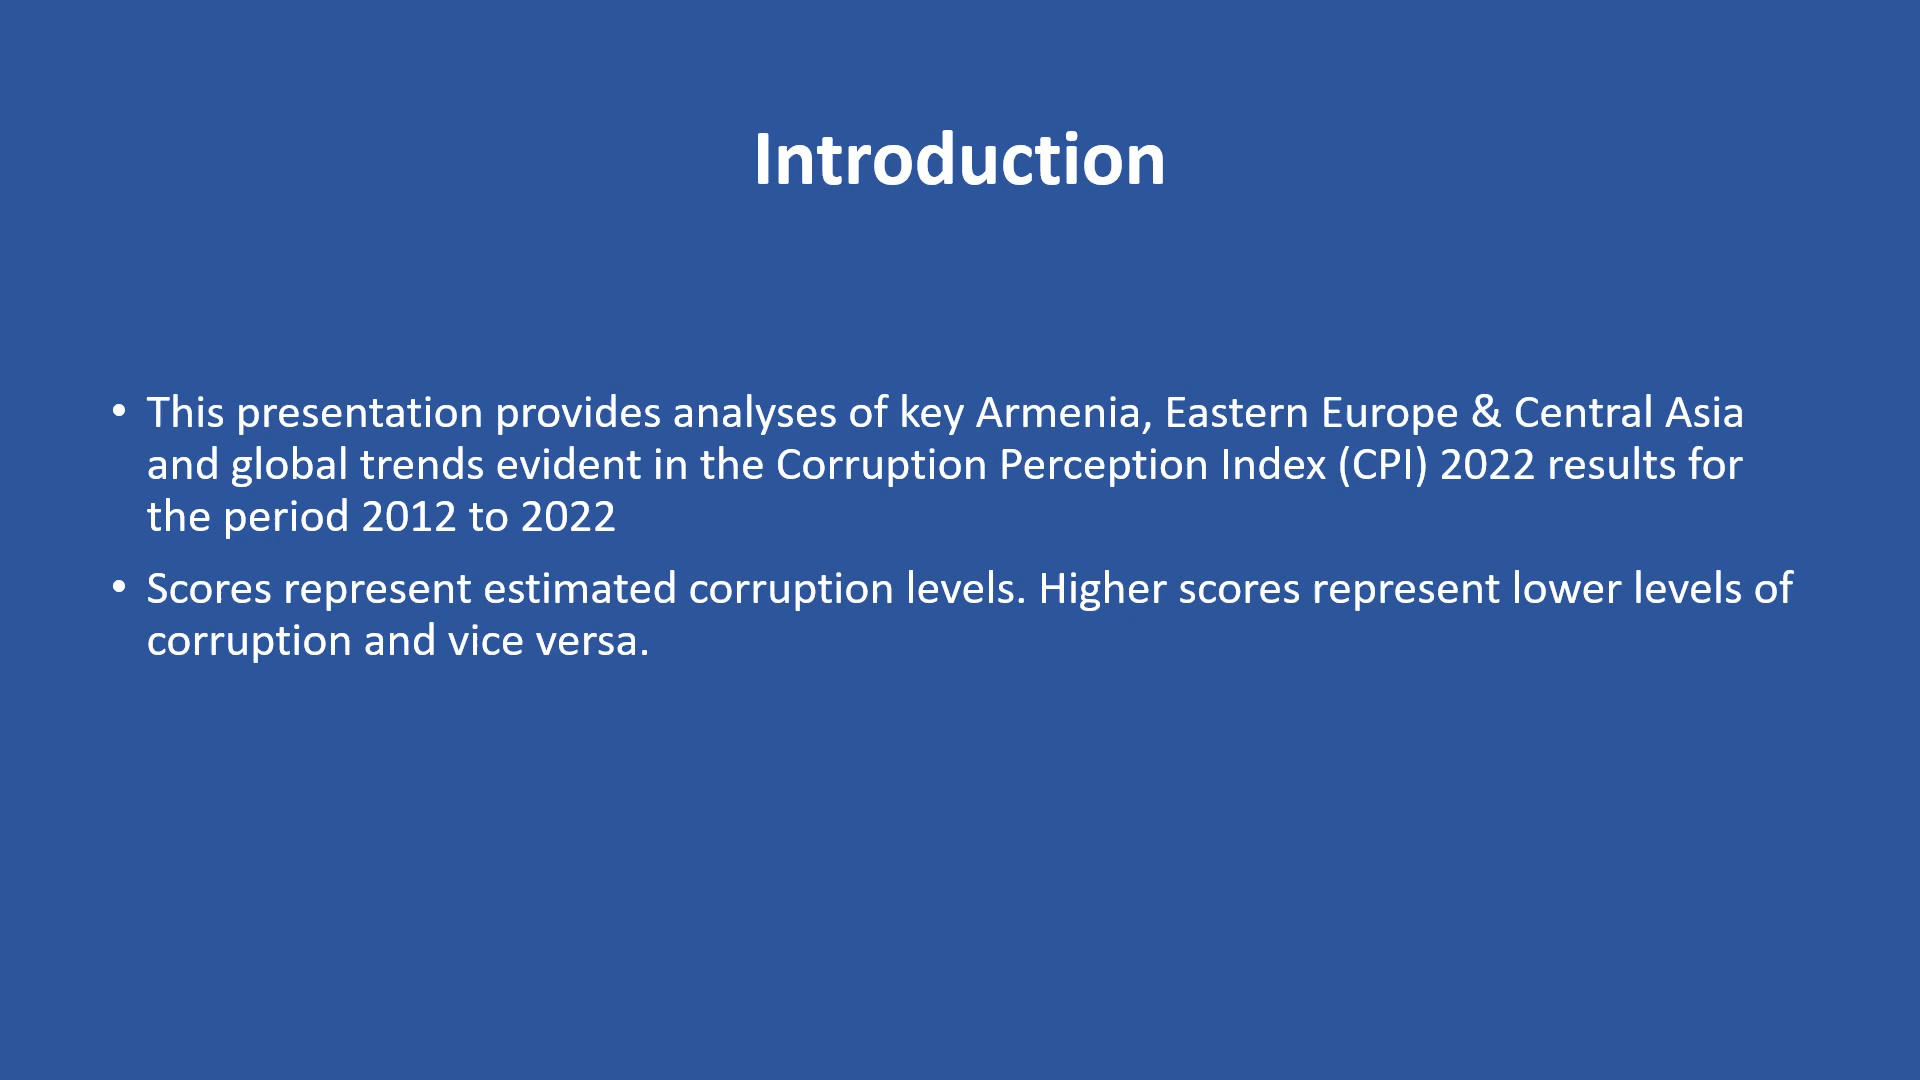 Introduction
• This presentation provides analyses of key Armenia, Eastern Europe & Central Asia
and global trends evident in the Corruption Perception Index (CPI) 2022 results for
the period 2012 to 2022
• Scores represent estimated corruption levels. Higher scores represent lower levels of
corruption and vice versa.